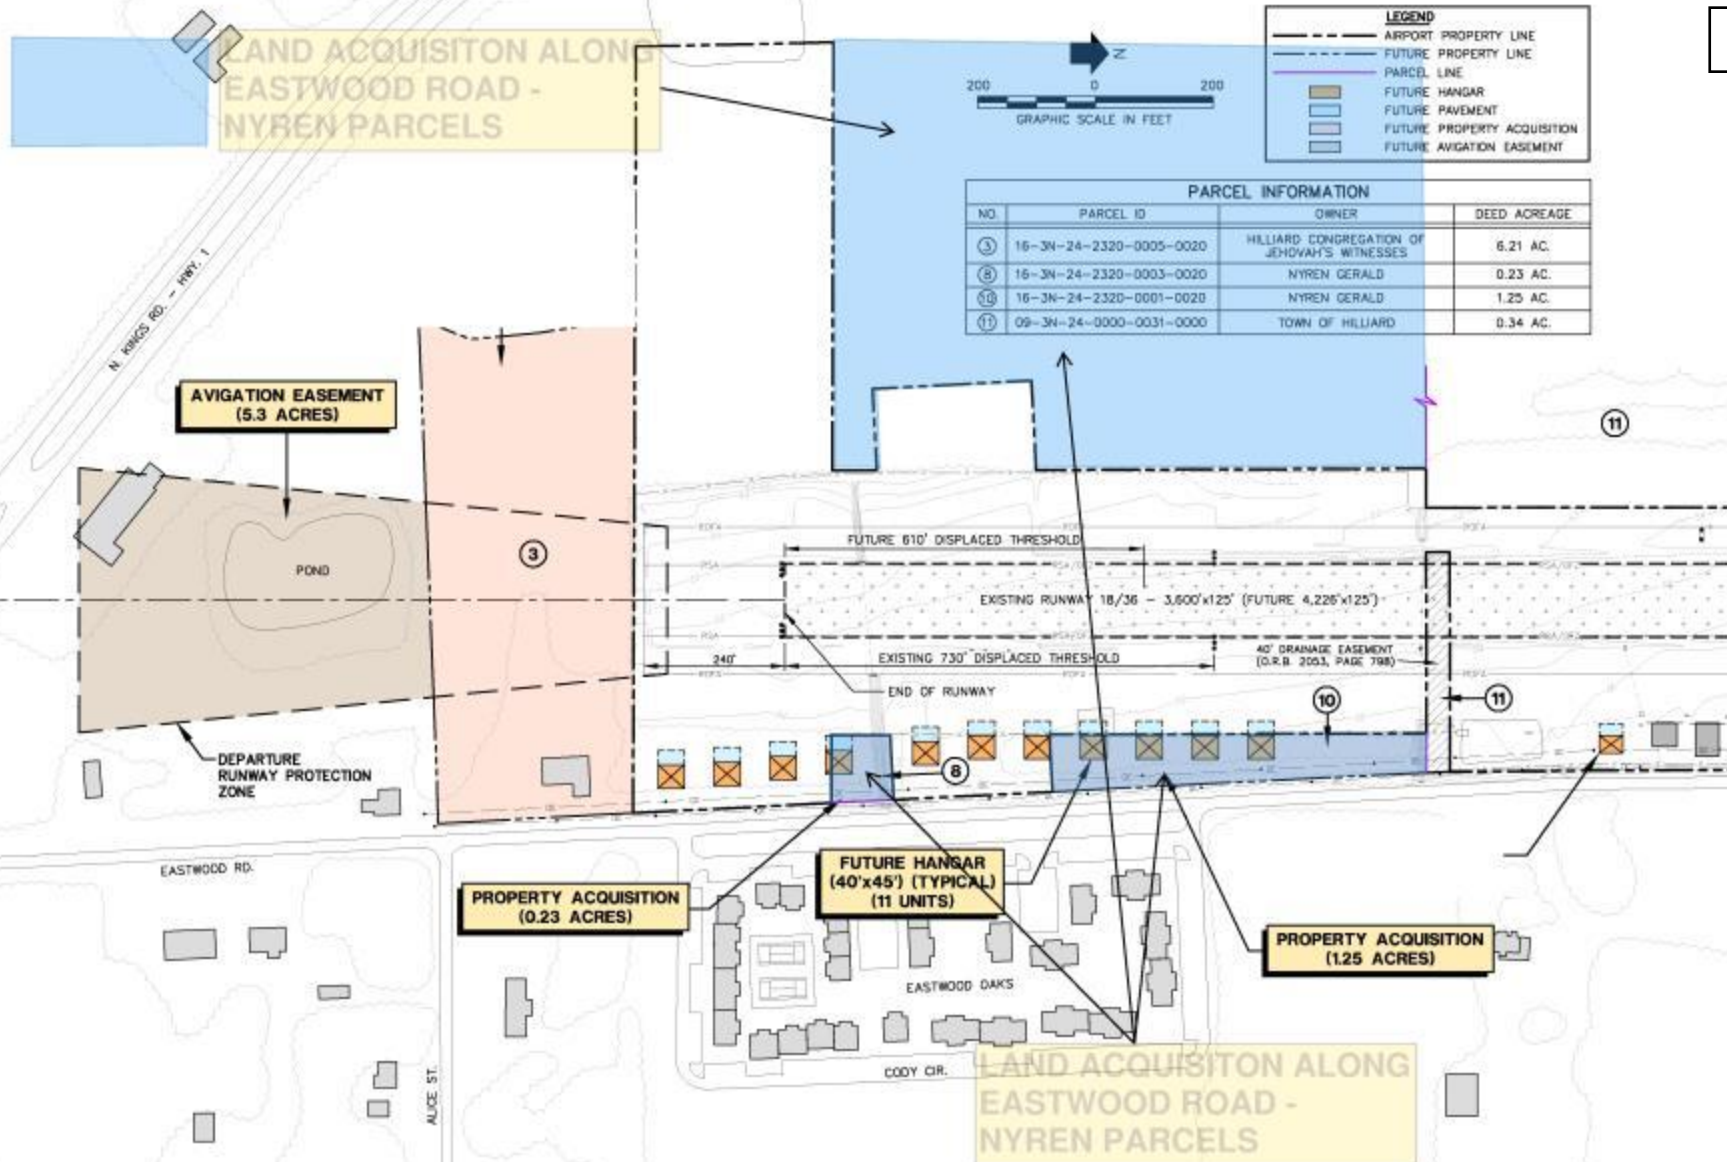 LAND ACQUISITON ALONG
EASTWOOD ROAD -
NYREN PARCELS
N
200 0 200
GRAPHIC SCALE IN FEET
LEGEND
AIRPORT PROPERTY LINE
FUTURE PROPERTY LINE
PARCEL LINE
FUTURE HANGAR
FUTURE PAVEMENT
FUTURE PROPERTY ACQUISITION
FUTURE AVIGATION EASEMENT
PARCEL INFORMATION
NO. PARCEL ID OWNER DEED ACREAGE
3 16-3N-24-2320-0005-0020 HILLIARD CONGREGATION OF JEHOVAH'S WITNESSES 6.21 AC.
8 16-3N-24-2320-0003-0020 NYREN GERALD 0.23 AC.
10 16-3N-24-2320-0001-0020 NYREN GERALD 1.25 AC.
11 09-3N-24-0000-0031-0000 TOWN OF HILLIARD 0.34 AC.
N. KINGS RD. - HWY. 1
AVIGATION EASEMENT
(5.3 ACRES)
11
3
POND
FUTURE 610' DISPLACED THRESHOLD
EXISTING RUNWAY 18/36 - 3,600'x125' (FUTURE 4,226'x125')
240'
EXISTING 730' DISPLACED THRESHOLD
40' DRAINAGE EASEMENT
(O.R.B. 2053, PAGE 798)
END OF RUNWAY
10
11
DEPARTURE
RUNWAY PROTECTION
ZONE
8
EASTWOOD RD.
FUTURE HANGAR
(40'x45') (TYPICAL)
(11 UNITS)
PROPERTY ACQUISITION
(0.23 ACRES)
PROPERTY ACQUISITION
(1.25 ACRES)
EASTWOOD OAKS
CODY CIR.
ALICE ST.
LAND ACQUISITON ALONG
EASTWOOD ROAD -
NYREN PARCELS